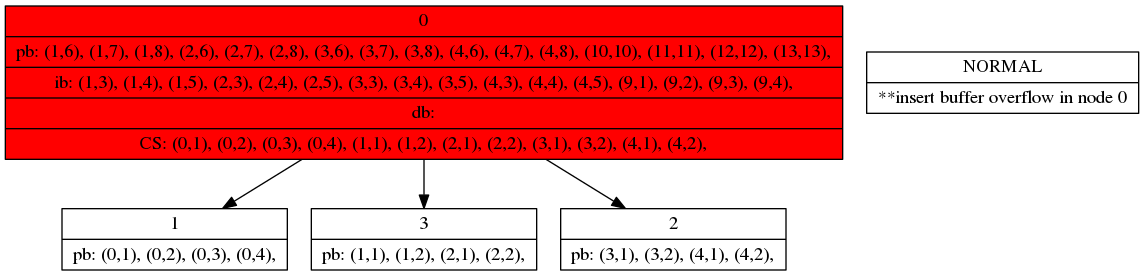 0
pb: (1,6), (1,7), (1,8), (2,6), (2,7), (2,8), (3,6), (3,7), (3,8), (4,6), (4,7), (4,8), (10,10), (11,11), (12,12), (13,13),
ib: (1,3), (1,4), (1,5), (2,3), (2,4), (2,5), (3,3), (3,4), (3,5), (4,3), (4,4), (4,5), (9,1), (9,2), (9,3), (9,4),
db:
CS: (0,1), (0,2), (0,3), (0,4), (1,1), (1,2), (2,1), (2,2), (3,1), (3,2), (4,1), (4,2),
NORMAL
**insert buffer overflow in node 0
1
pb: (0,1), (0,2), (0,3), (0,4),
3
pb: (1,1), (1,2), (2,1), (2,2),
2
pb: (3,1), (3,2), (4,1), (4,2),